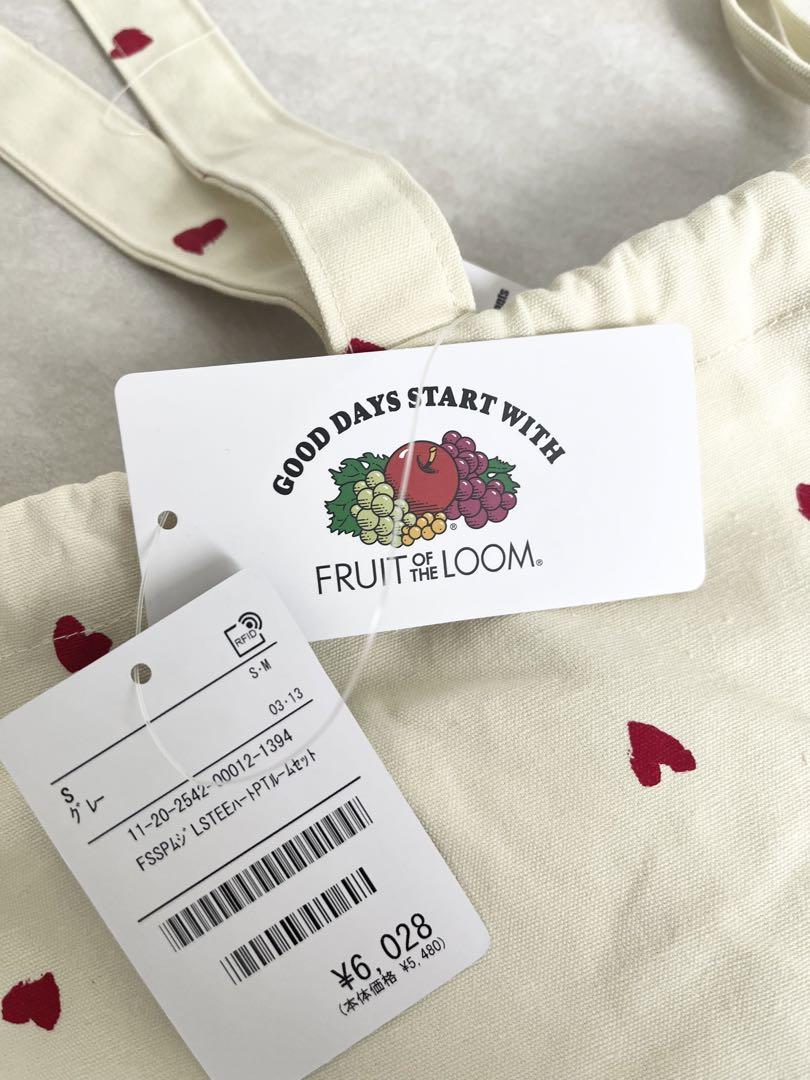 GOOD DAYS START WITH
®
FRUIT OF THE LOOM®
RFID
S・M
03・13
S
グレー
11-20-2542-00012-1394
FSSPムジLSTEEハートPTルームセット
¥6,028
(本体価格 ¥5,480)